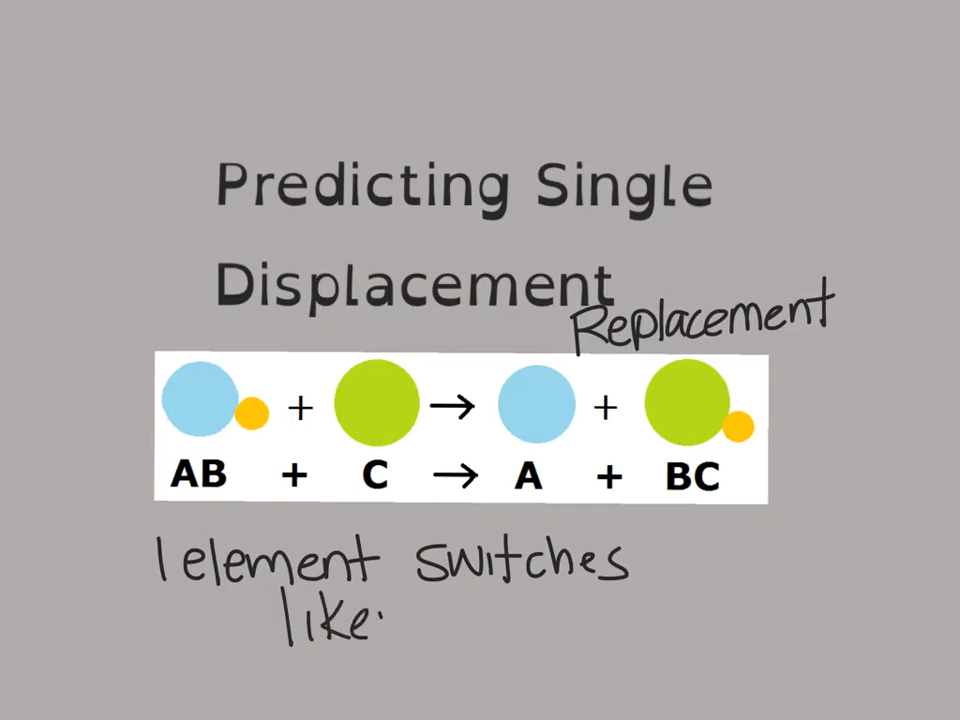 Predicting Single
Displacement
Replacement
+ → +
AB + C → A + BC
1 element switches
like